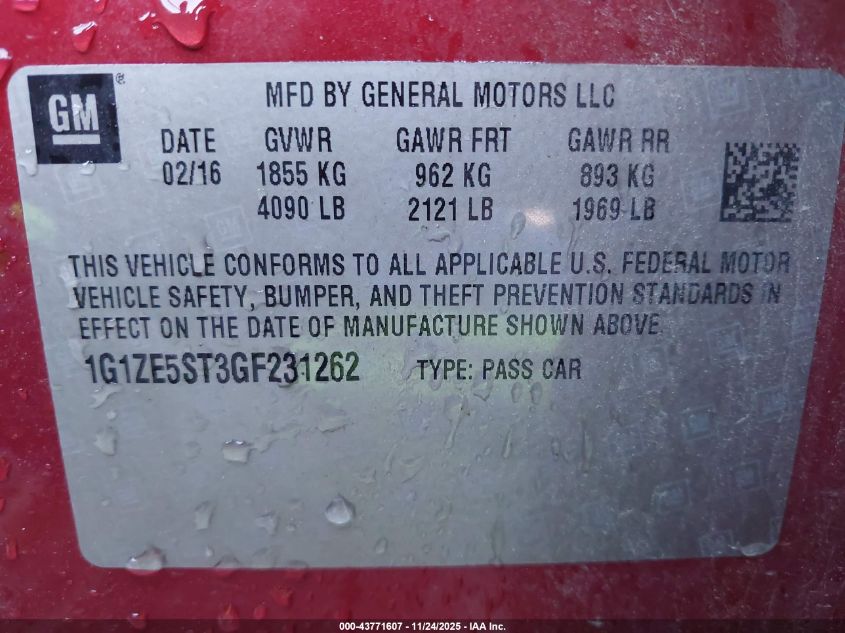 GM ®
MFD BY GENERAL MOTORS LLC
DATE GVWR GAWR FRT GAWR RR
02/16 1855 KG 962 KG 893 KG
4090 LB 2121 LB 1969 LB
THIS VEHICLE CONFORMS TO ALL APPLICABLE U.S. FEDERAL MOTOR
VEHICLE SAFETY, BUMPER, AND THEFT PREVENTION STANDARDS IN
EFFECT ON THE DATE OF MANUFACTURE SHOWN ABOVE.
1G1ZE5ST3GF231262 TYPE: PASS CAR
000-43771607 - 11/24/2025 - © IAA Inc.